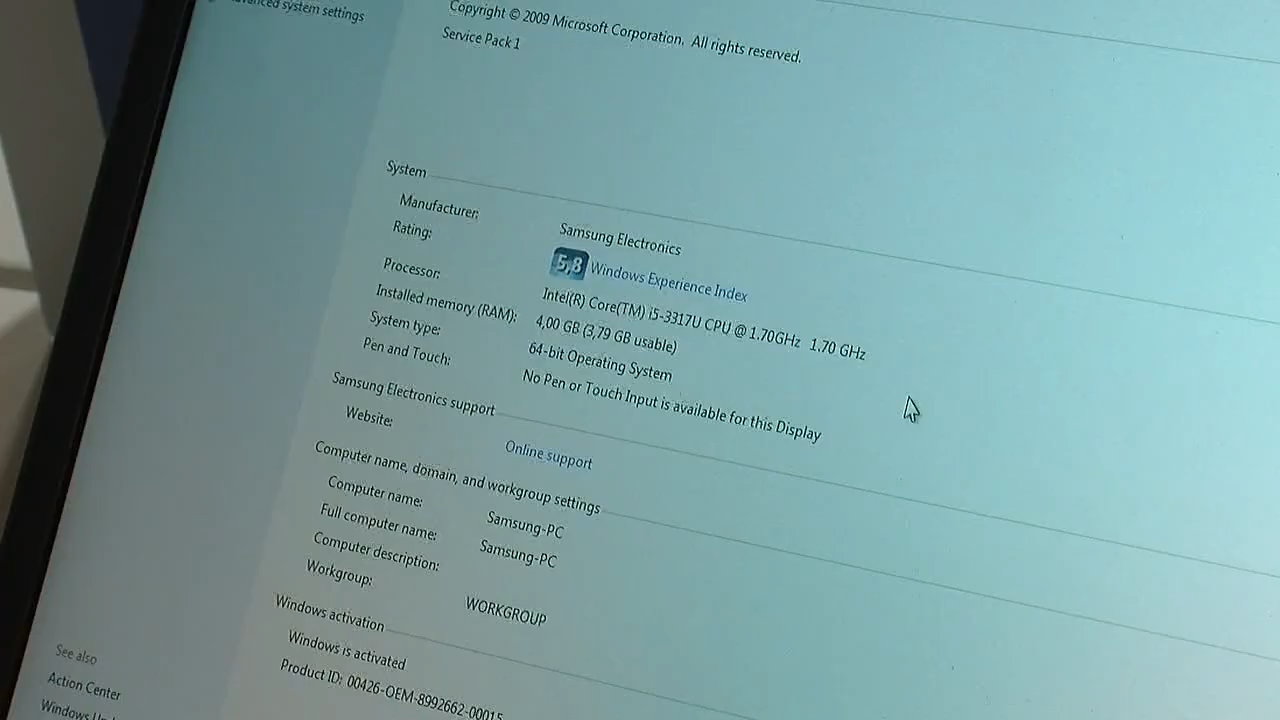 system settings
Copyright © 2009 Microsoft Corporation. All rights reserved.
Service Pack 1
System
Manufacturer: Samsung Electronics
Rating: 5,8 Windows Experience Index
Processor: Intel(R) Core(TM) i5-3317U CPU @ 1.70GHz 1.70 GHz
Installed memory (RAM): 4,00 GB (3,79 GB usable)
System type: 64-bit Operating System
Pen and Touch: No Pen or Touch Input is available for this Display
Samsung Electronics support
Website: Online support
Computer name, domain, and workgroup settings
Computer name: Samsung-PC
Full computer name: Samsung-PC
Computer description:
Workgroup: WORKGROUP
Windows activation
Windows is activated
Product ID: 00426-OEM-8992662-00015
See also
Action Center
Windows